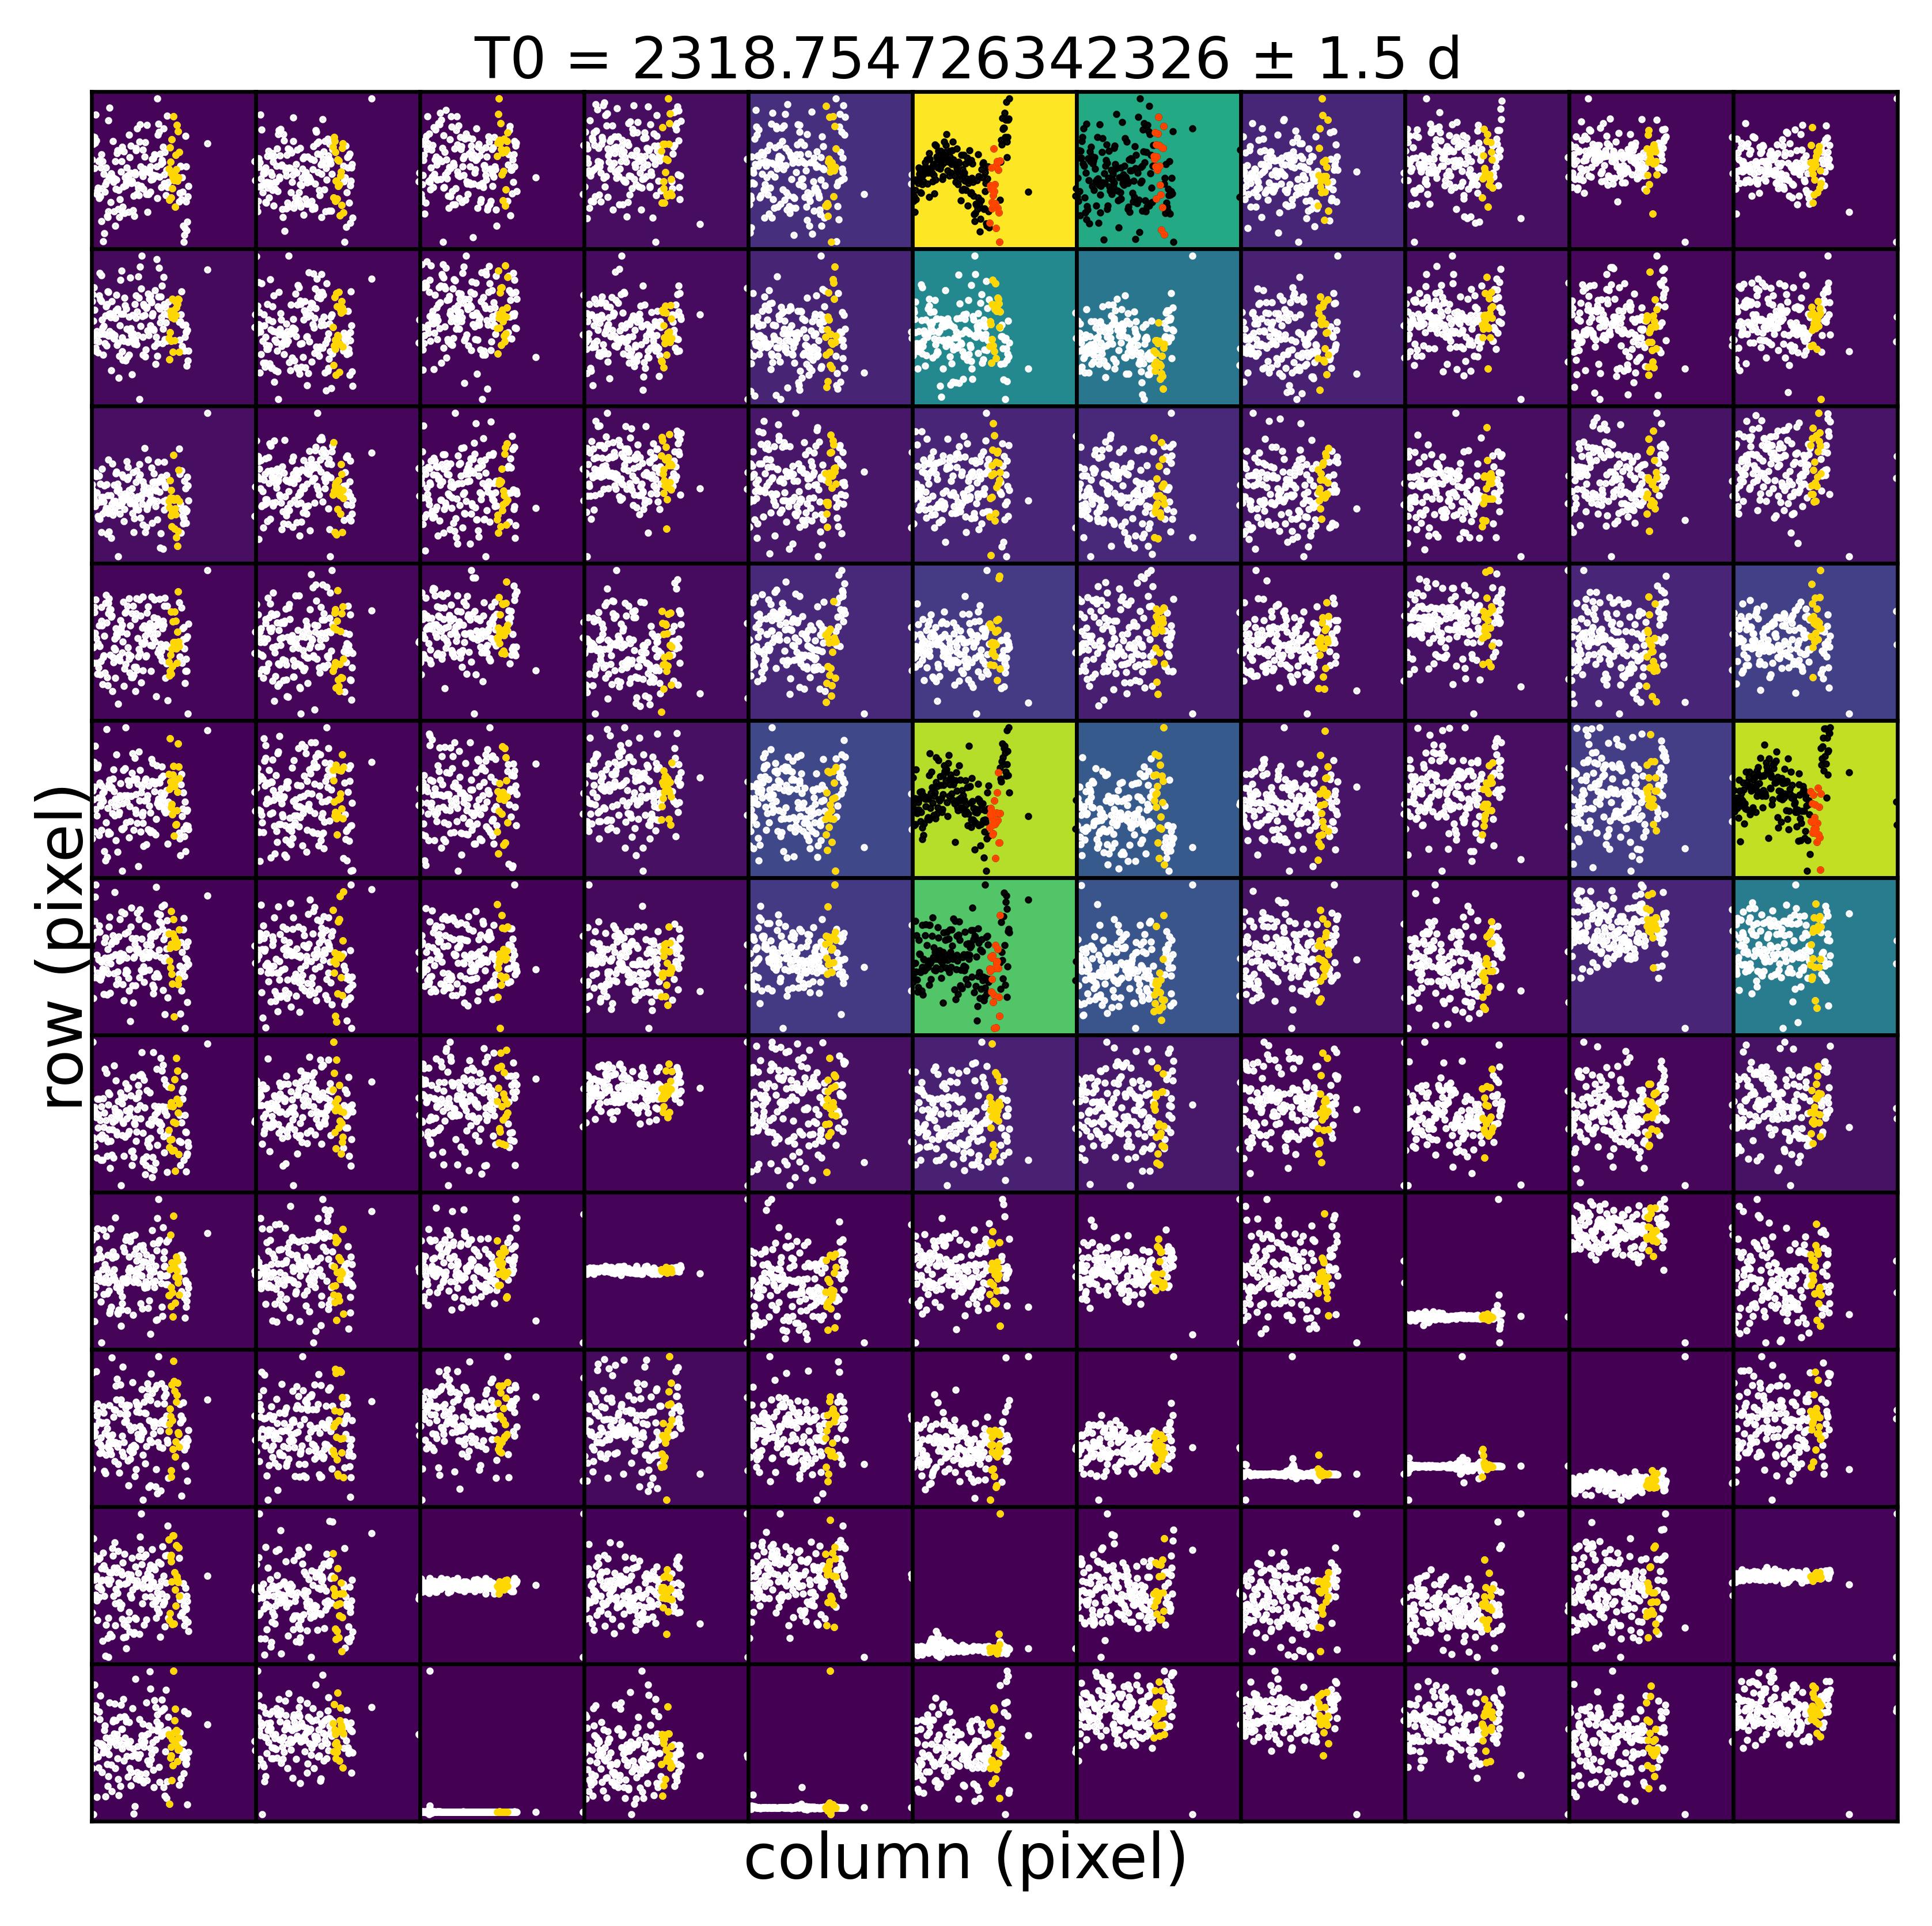 T0 = 2318.754726342326 ± 1.5 d
row (pixel)
column (pixel)